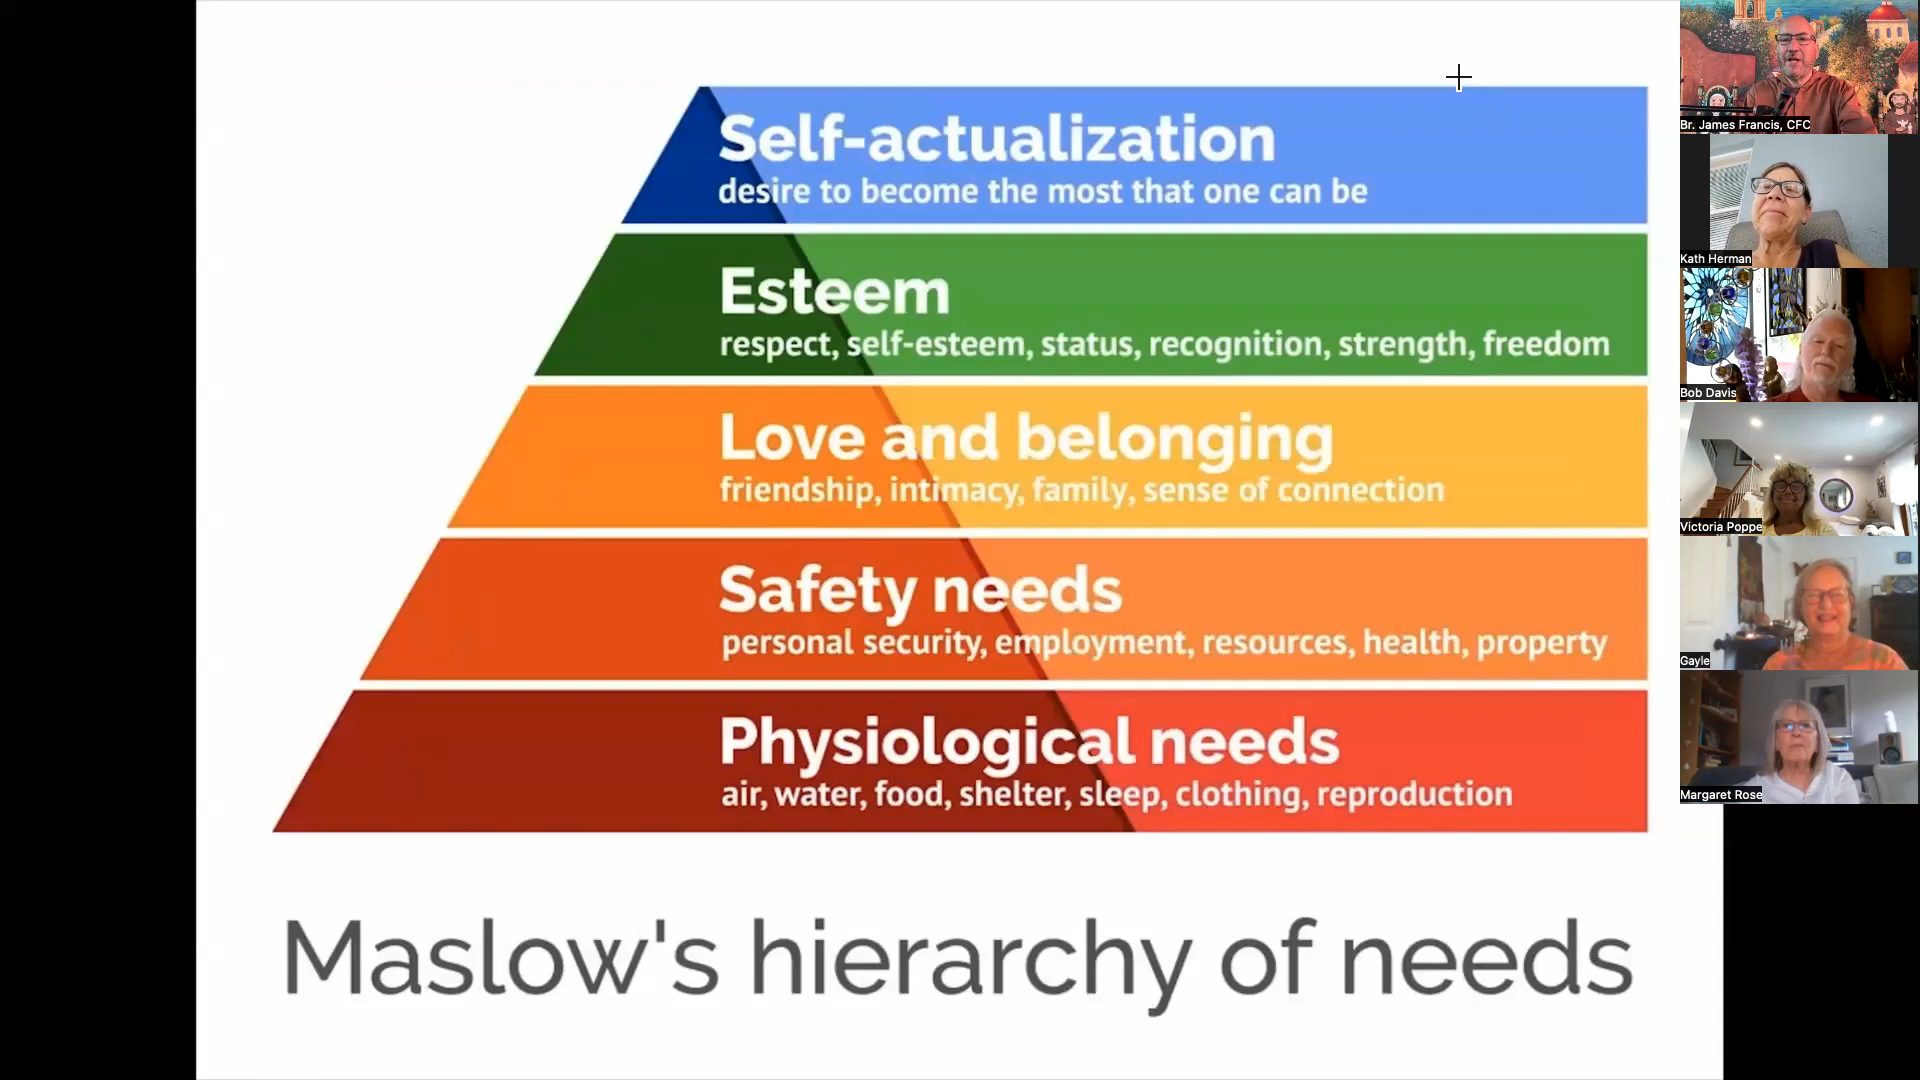 Self-actualization
desire to become the most that one can be
Esteem
respect, self-esteem, status, recognition, strength, freedom
Love and belonging
friendship, intimacy, family, sense of connection
Safety needs
personal security, employment, resources, health, property
Physiological needs
air, water, food, shelter, sleep, clothing, reproduction
Maslow's hierarchy of needs
Br. James Francis, CFC
Kath Herman
Bob Davis
Victoria Poppe
Gayle
Margaret Rose